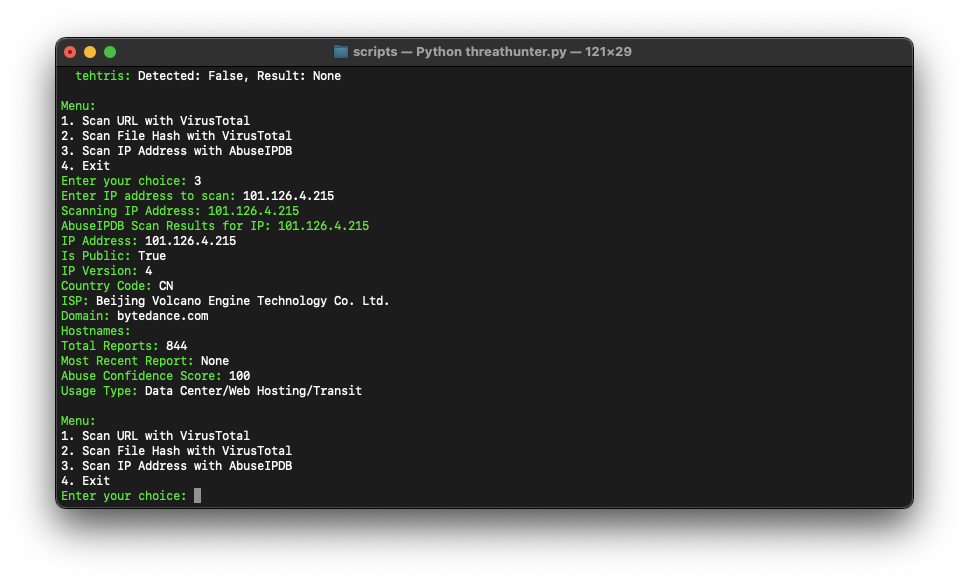 scripts — Python threathunter.py — 121×29
tehtris: Detected: False, Result: None
Menu:
1. Scan URL with VirusTotal
2. Scan File Hash with VirusTotal
3. Scan IP Address with AbuseIPDB
4. Exit
Enter your choice: 3
Enter IP address to scan: 101.126.4.215
Scanning IP Address: 101.126.4.215
AbuseIPDB Scan Results for IP: 101.126.4.215
IP Address: 101.126.4.215
Is Public: True
IP Version: 4
Country Code: CN
ISP: Beijing Volcano Engine Technology Co. Ltd.
Domain: bytedance.com
Hostnames:
Total Reports: 844
Most Recent Report: None
Abuse Confidence Score: 100
Usage Type: Data Center/Web Hosting/Transit
Menu:
1. Scan URL with VirusTotal
2. Scan File Hash with VirusTotal
3. Scan IP Address with AbuseIPDB
4. Exit
Enter your choice: